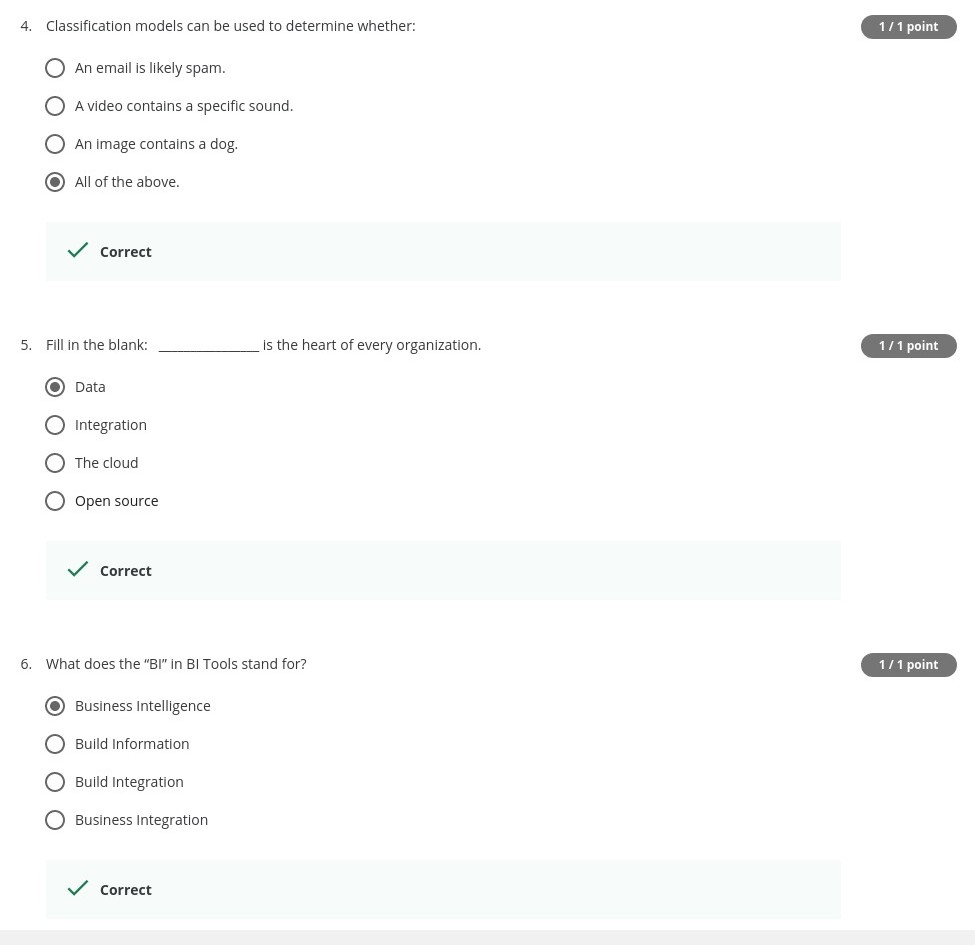 4. Classification models can be used to determine whether:
1 / 1 point
An email is likely spam.
A video contains a specific sound.
An image contains a dog.
All of the above.
Correct
5. Fill in the blank: ______________ is the heart of every organization.
1 / 1 point
Data
Integration
The cloud
Open source
Correct
6. What does the “BI” in BI Tools stand for?
1 / 1 point
Business Intelligence
Build Information
Build Integration
Business Integration
Correct